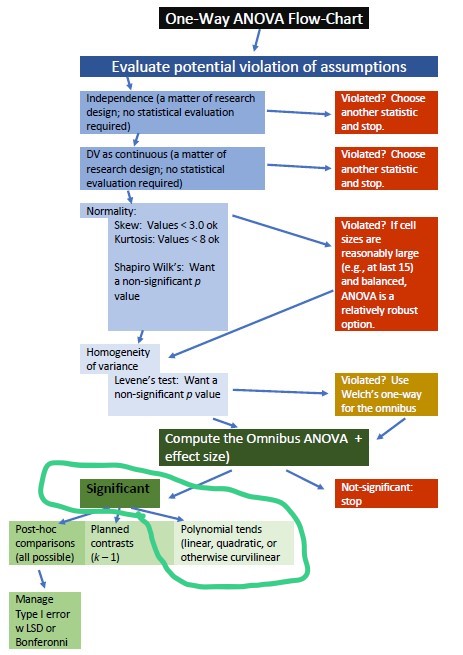 One-Way ANOVA Flow-Chart
Evaluate potential violation of assumptions
Independence (a matter of research
design; no statistical evaluation
required)
Violated? Choose
another statistic
and stop.
DV as continuous (a matter of
research design; no statistical
evaluation required)
Violated? Choose
another statistic
and stop.
Normality:
Skew: Values < 3.0 ok
Kurtosis: Values < 8 ok
Shapiro Wilk's: Want
a non-significant p
value
Violated? If cell
sizes are
reasonably large
(e.g., at last 15)
and balanced,
ANOVA is a
relatively robust
option.
Homogeneity
of variance
Levene's test: Want a
non-significant p value
Violated? Use
Welch's one-way
for the omnibus
Compute the Omnibus ANOVA +
effect size)
Significant
Not-significant:
stop
Post-hoc
comparisons
(all possible)
Planned
contrasts
(k – 1)
Polynomial tends
(linear, quadratic, or
otherwise curvilinear
Manage
Type I error
w LSD or
Bonferonni